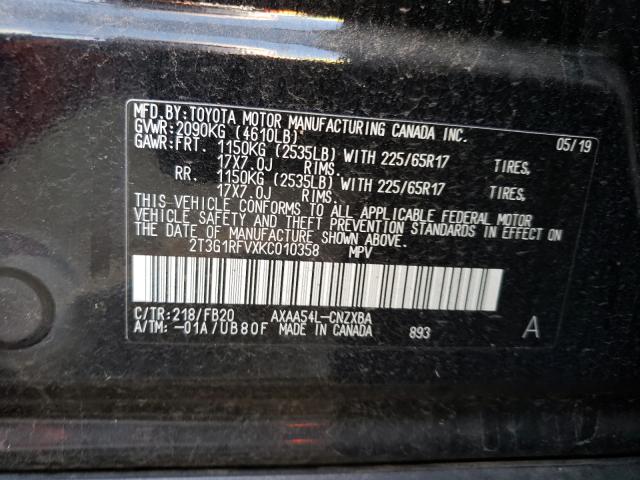 MFD.BY:TOYOTA MOTOR MANUFACTURING CANADA INC. 05/19
GVWR:2090KG (4610LB)
GAWR:FRT. 1150KG (2535LB) WITH 225/65R17 TIRES,
17X7.0J RIMS.
RR. 1150KG (2535LB) WITH 225/65R17 TIRES,
17X7.0J RIMS.
THIS VEHICLE CONFORMS TO ALL APPLICABLE FEDERAL MOTOR
VEHICLE SAFETY AND THEFT PREVENTION STANDARDS IN EFFECT ON
THE DATE OF MANUFACTURE SHOWN ABOVE.
2T3G1RFVXKC010358 MPV
C/TR:218/FB20 AXAA54L-CNZXBA A
A/TM:-01A/UB80F MADE IN CANADA 893